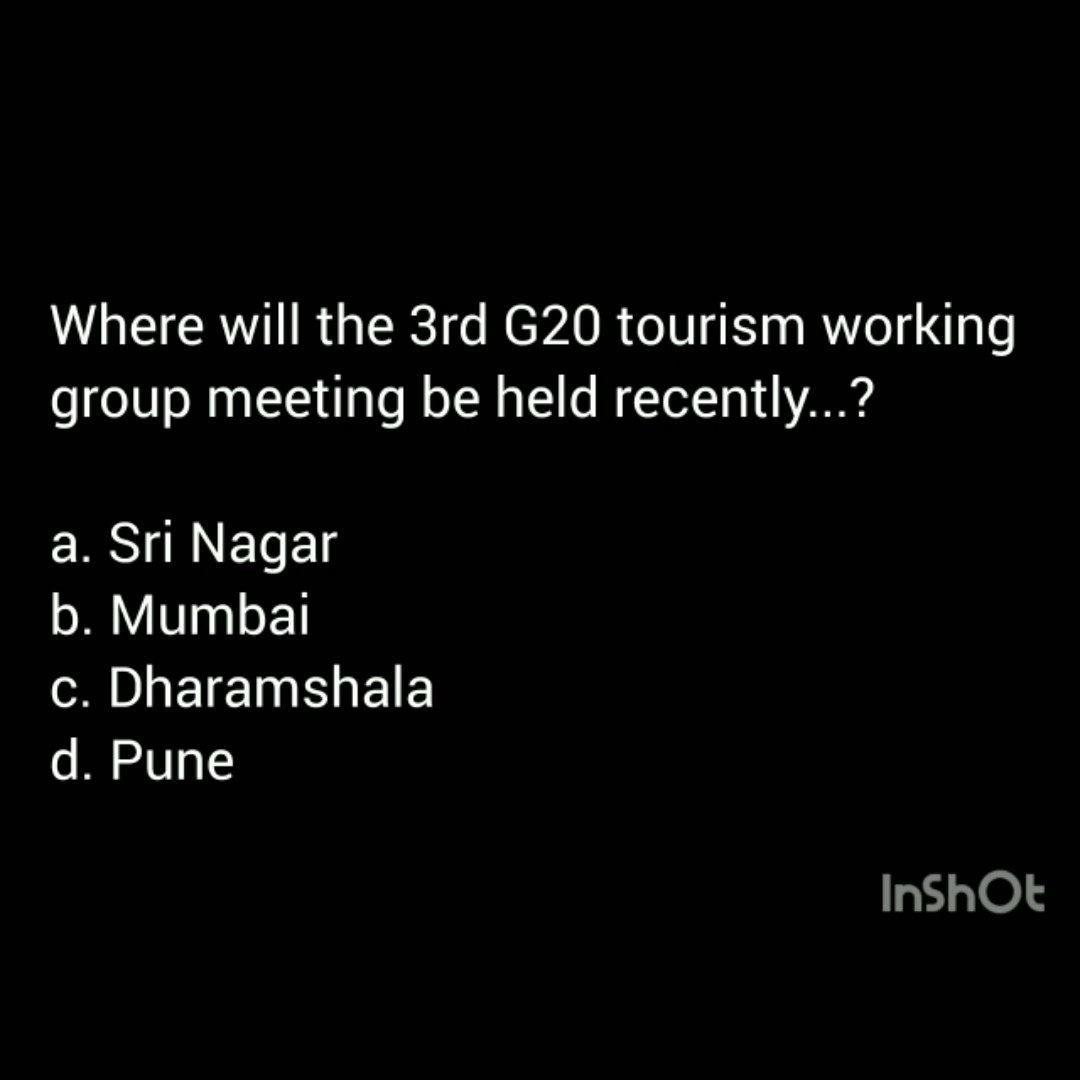 Where will the 3rd G20 tourism working
group meeting be held recently...?
a. Sri Nagar
b. Mumbai
c. Dharamshala
d. Pune
InShOt